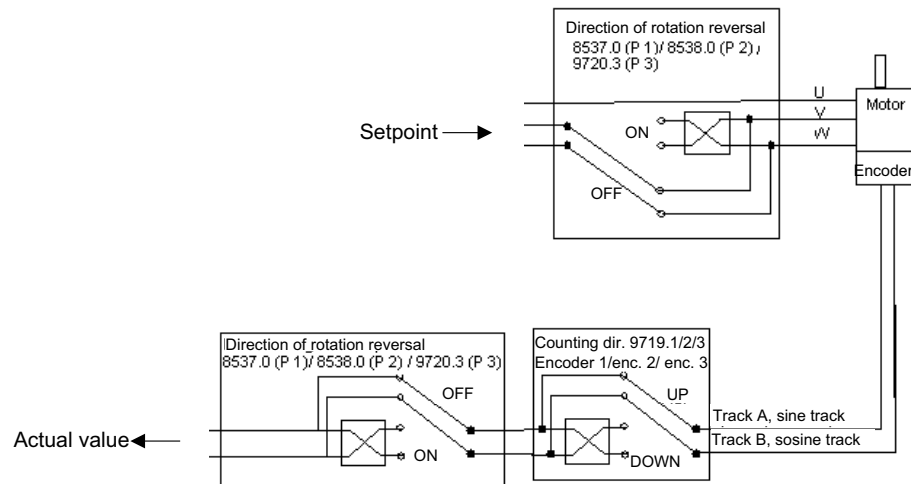 Direction of rotation reversal
8537.0 (P 1)/ 8538.0 (P 2) /
9720.3 (P 3)
U
V
W
Motor
Setpoint
ON
OFF
Encoder
Direction of rotation reversal
8537.0 (P 1)/ 8538.0 (P 2) / 9720.3 (P 3)
OFF
ON
Counting dir. 9719.1/2/3
Encoder 1/enc. 2/ enc. 3
UP
DOWN
Track A, sine track
Track B, sosine track
Actual value